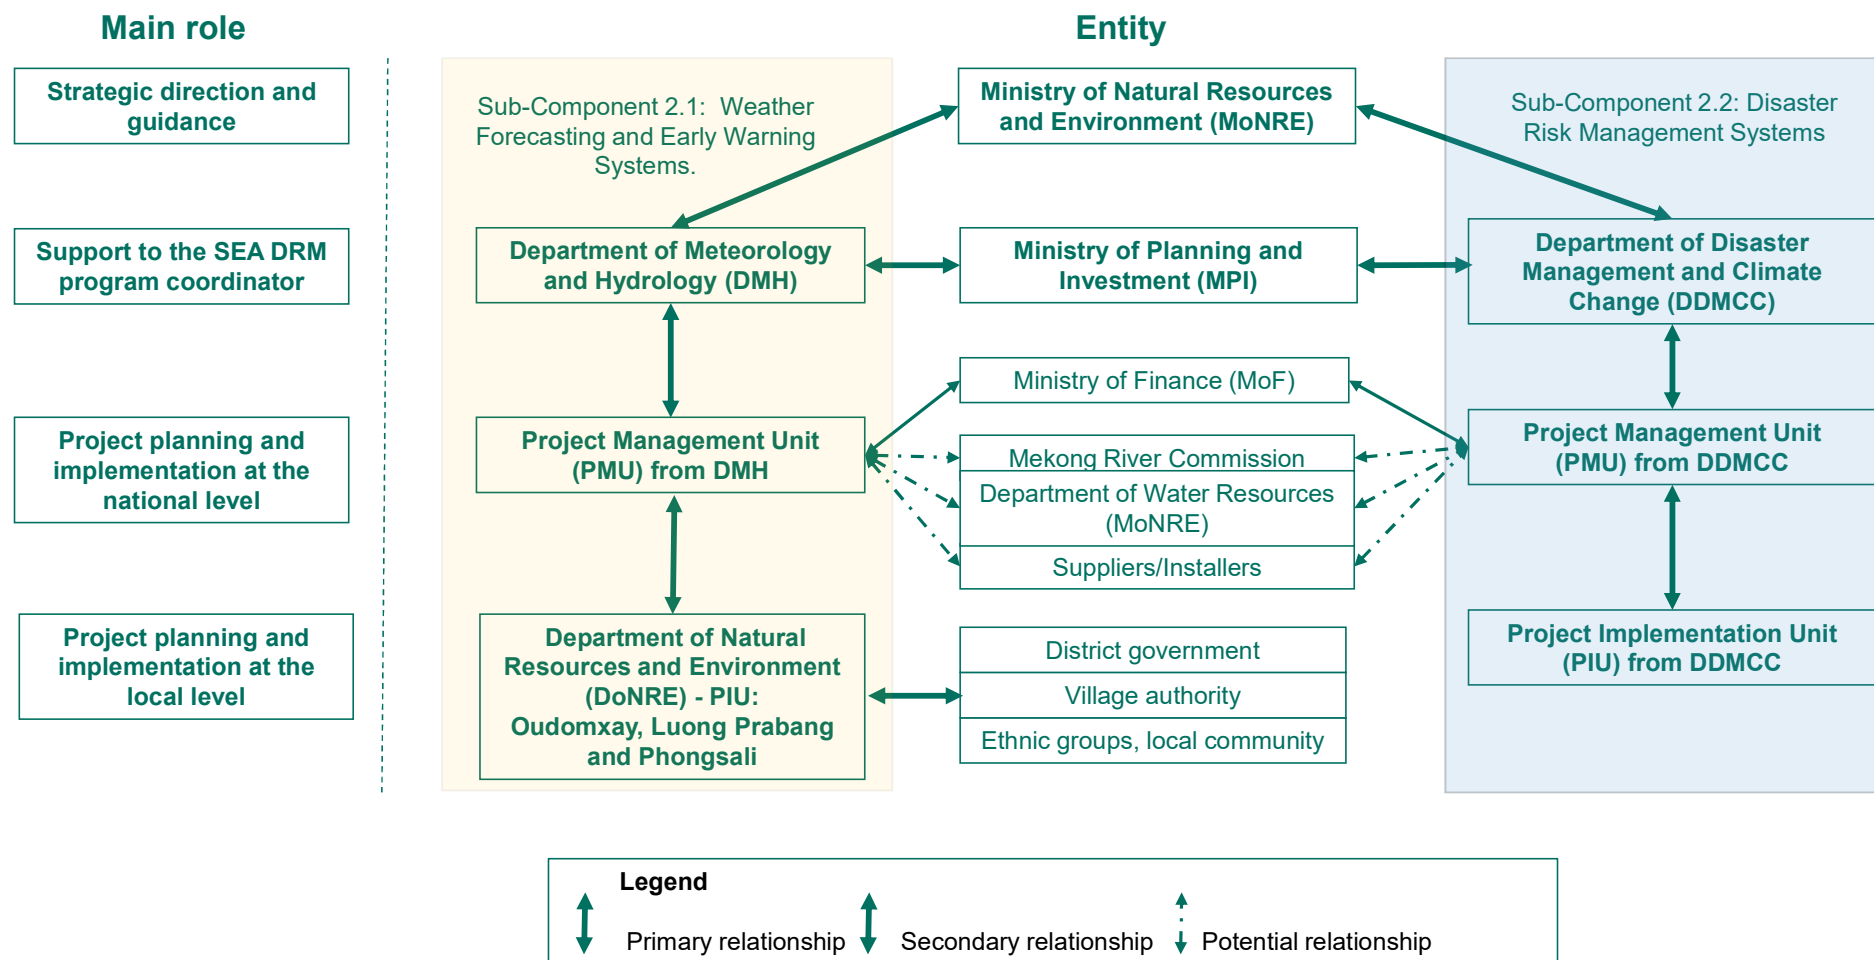 Main role
Entity
Strategic direction and
guidance
Support to the SEA DRM
program coordinator
Project planning and
implementation at the
national level
Project planning and
implementation at the
local level
Sub-Component 2.1:  Weather
Forecasting and Early Warning
Systems.
Department of Meteorology
and Hydrology (DMH)
Project Management Unit
(PMU) from DMH
Department of Natural
Resources and Environment
(DoNRE) - PIU:
Oudomxay, Luong Prabang
and Phongsali
Ministry of Natural Resources
and Environment (MoNRE)
Ministry of Planning and
Investment (MPI)
Ministry of Finance (MoF)
Mekong River Commission
Department of Water Resources
(MoNRE)
Suppliers/Installers
District government
Village authority
Ethnic groups, local community
Sub-Component 2.2: Disaster
Risk Management Systems
Department of Disaster
Management and Climate
Change (DDMCC)
Project Management Unit
(PMU) from DDMCC
Project Implementation Unit
(PIU) from DDMCC
Legend
Primary relationship
Secondary relationship
Potential relationship